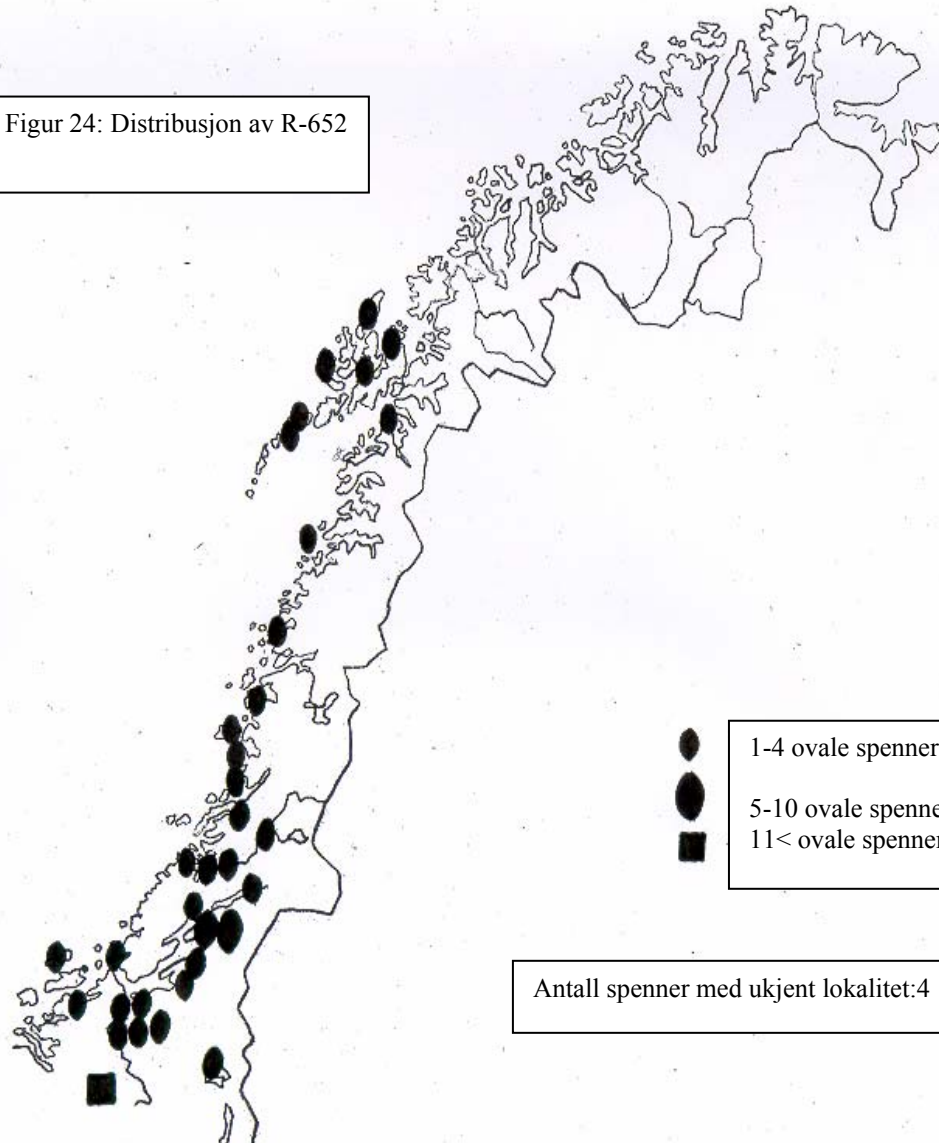 Figur 24: Distribusjon av R-652
1-4 ovale spenner
5-10 ovale spenne
11< ovale spenner
Antall spenner med ukjent lokalitet:4